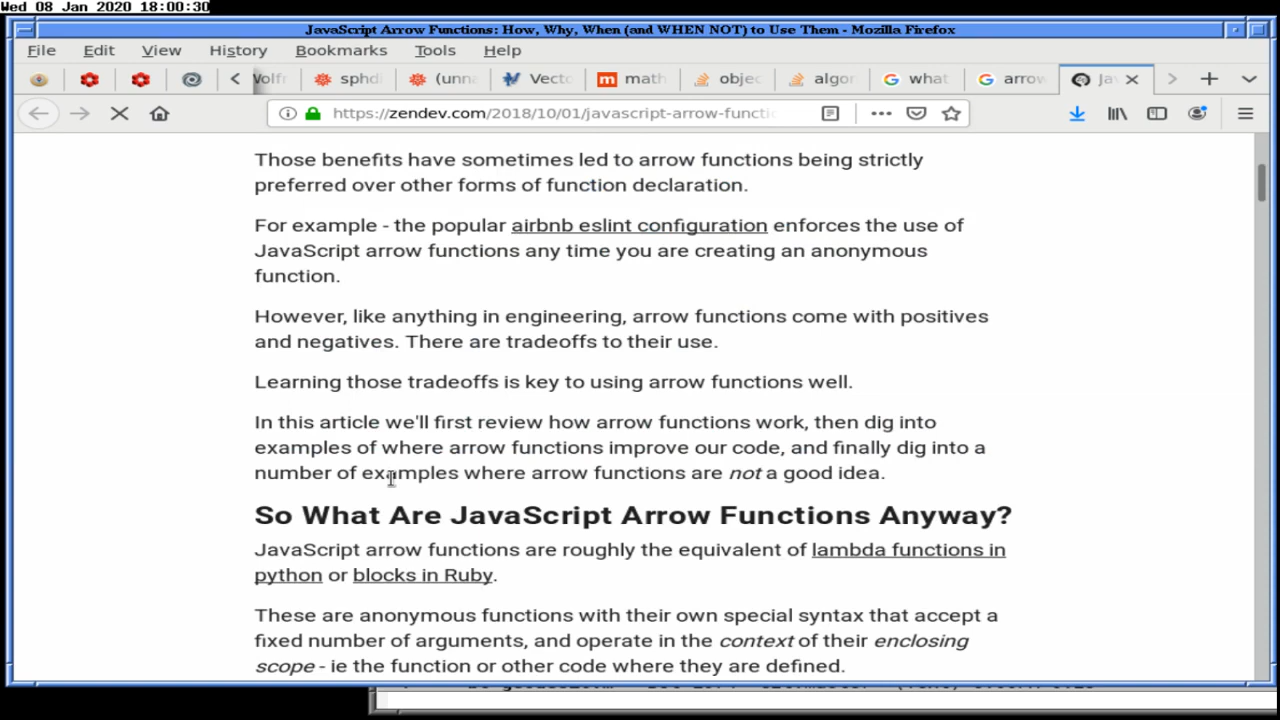 Wed 08 Jan 2020 18:00:30
JavaScript Arrow Functions: How, Why, When (and WHEN NOT) to Use Them - Mozilla Firefox
File Edit View History Bookmarks Tools Help
Wolfr sphdi (unna Vecto math objec algor what arrow Jav
https://zendev.com/2018/10/01/javascript-arrow-functi
Those benefits have sometimes led to arrow functions being strictly
preferred over other forms of function declaration.
For example - the popular airbnb eslint configuration enforces the use of
JavaScript arrow functions any time you are creating an anonymous
function.
However, like anything in engineering, arrow functions come with positives
and negatives. There are tradeoffs to their use.
Learning those tradeoffs is key to using arrow functions well.
In this article we'll first review how arrow functions work, then dig into
examples of where arrow functions improve our code, and finally dig into a
number of examples where arrow functions are not a good idea.
So What Are JavaScript Arrow Functions Anyway?
JavaScript arrow functions are roughly the equivalent of lambda functions in
python or blocks in Ruby.
These are anonymous functions with their own special syntax that accept a
fixed number of arguments, and operate in the context of their enclosing
scope - ie the function or other code where they are defined.